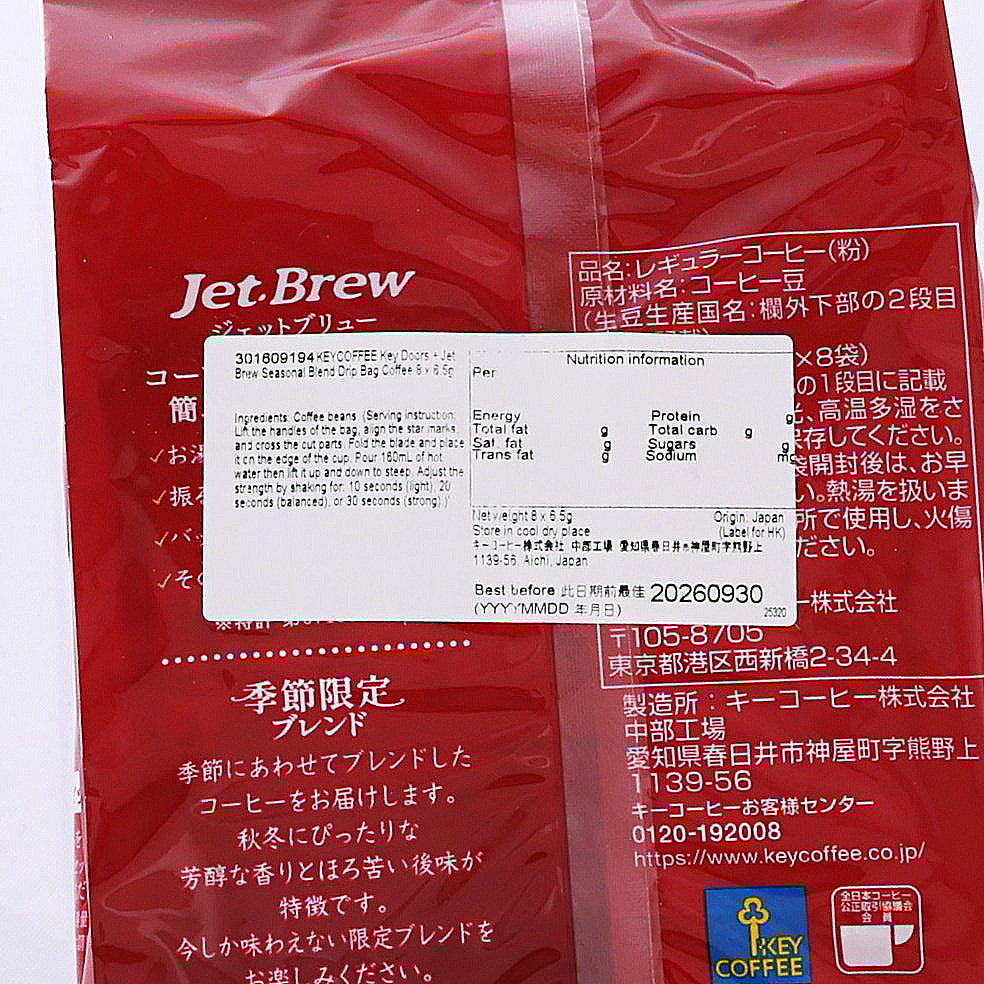 Jet.Brew
ジェットブリュー
コー
簡
✓お湯
✓振
✓バッ
✓そ
季節限定
ブレンド
季節にあわせてブレンドした
コーヒーをお届けします。
秋冬にぴったりな
芳醇な香りとほろ苦い後味が
特徴です。
今しか味わえない限定ブレンドを
お楽しみください。
301609194 KEYCOFFEE Key Doors + Jet
Brew Seasonal Blend Drip Bag Coffee 8 x 6.5g
Ingredients: Coffee beans. (Serving instruction:
Lift the handles of the bag, align the star marks,
and cross the cut parts. Fold the blade and place
it on the edge of the cup. Pour 160mL of hot
water then lift it up and down to steep. Adjust the
strength by shaking for: 10 seconds (light), 20
seconds (balanced), or 30 seconds (strong).)
Nutrition information
Per
Energy Protein g
Total fat g Total carb g
Sat. fat g Sugars g
Trans fat g Sodium mg
Net weight 8 x 6.5g Origin: Japan
Store in cool dry place (Label for HK)
キーコーヒー株式会社 中部工場 愛知県春日井市神屋町字熊野上
1139-56, Aichi, Japan
Best before 此日期前最佳 20260930
(YYYYMMDD 年月日) 25320
品名:レギュラーコーヒー(粉)
原材料名:コーヒー豆
(生豆生産国名:欄外下部の2段目
×8袋)
の1段目に記載
、高温多湿をさ
保存してください。
袋開封後は、お早
い。熱湯を扱いま
所で使用し、火傷
ださい。
ー株式会社
〒105-8705
東京都港区西新橋2-34-4
製造所:キーコーヒー株式会社
中部工場
愛知県春日井市神屋町字熊野上
1139-56
キーコーヒーお客様センター
0120-192008
https://www.keycoffee.co.jp/
KEY
COFFEE
全日本コーヒー
公正取引協議会
会員